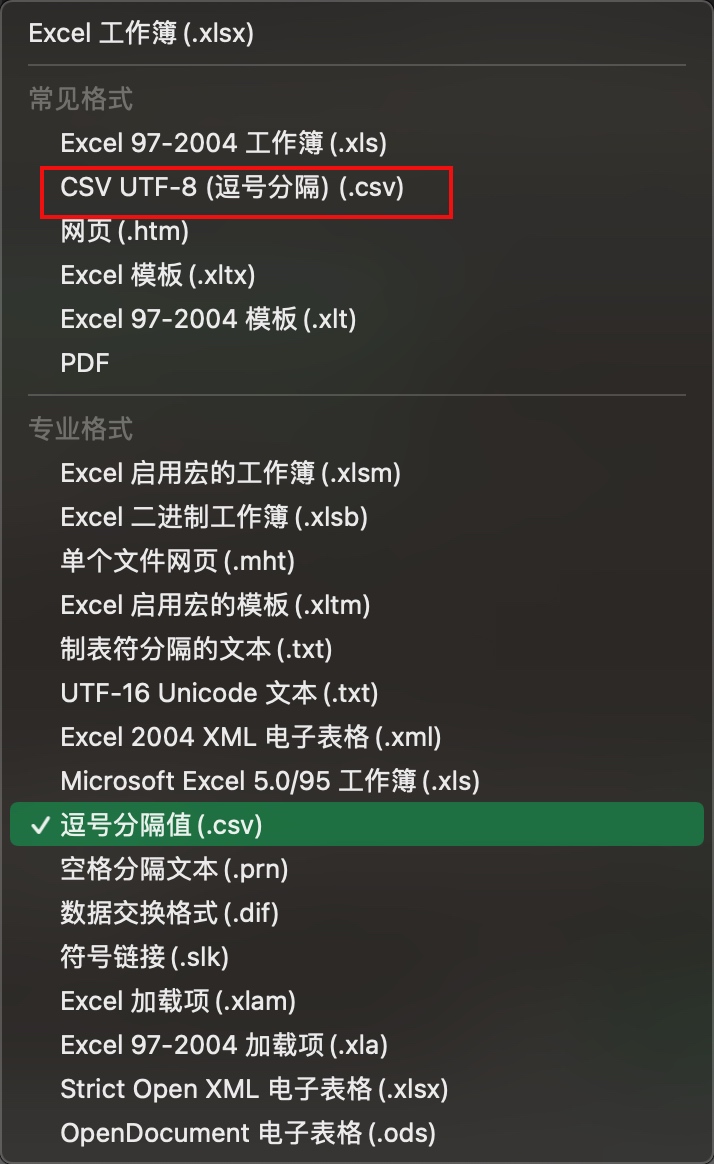 Excel 工作簿 (.xlsx)
常见格式
Excel 97-2004 工作簿 (.xls)
CSV UTF-8 (逗号分隔) (.csv)
网页 (.htm)
Excel 模板 (.xltx)
Excel 97-2004 模板 (.xlt)
PDF
专业格式
Excel 启用宏的工作簿 (.xlsm)
Excel 二进制工作簿 (.xlsb)
单个文件网页 (.mht)
Excel 启用宏的模板 (.xltm)
制表符分隔的文本 (.txt)
UTF-16 Unicode 文本 (.txt)
Excel 2004 XML 电子表格 (.xml)
Microsoft Excel 5.0/95 工作簿 (.xls)
✓ 逗号分隔值 (.csv)
空格分隔文本 (.prn)
数据交换格式 (.dif)
符号链接 (.slk)
Excel 加载项 (.xlam)
Excel 97-2004 加载项 (.xla)
Strict Open XML 电子表格 (.xlsx)
OpenDocument 电子表格 (.ods)